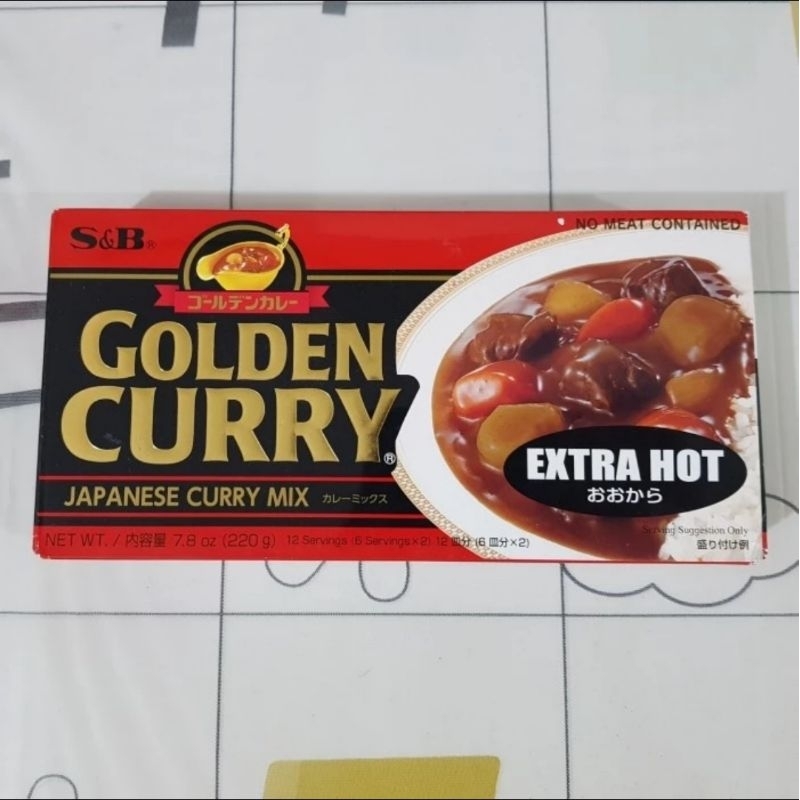 S&B®
NO MEAT CONTAINED
ゴールデンカレー
GOLDEN
CURRY®
EXTRA HOT
おおから
JAPANESE CURRY MIX カレーミックス
Serving Suggestion Only
盛り付け例
NET WT. / 内容量 7.8 oz (220g) 12 Servings (6 Servings×2) 12 皿分 (6 皿分×2)